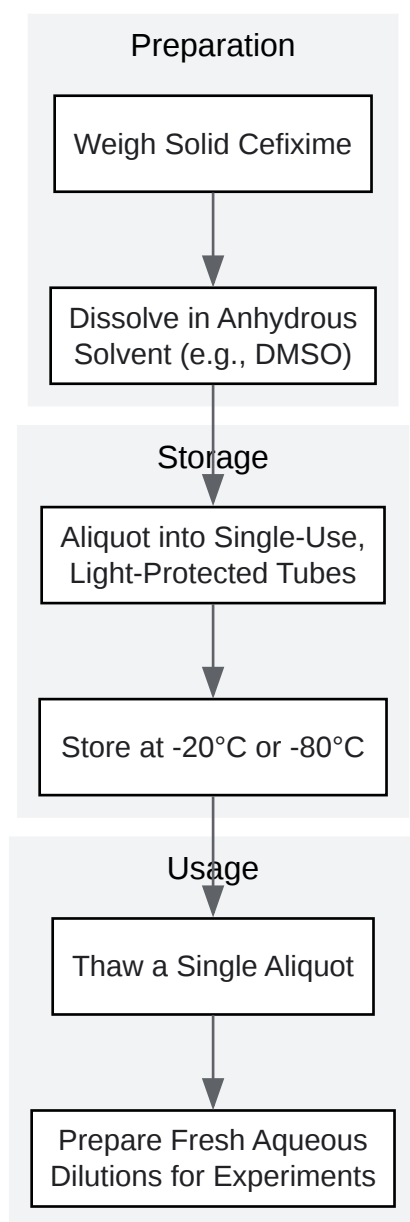 Preparation
Weigh Solid Cefixime
Dissolve in Anhydrous
Solvent (e.g., DMSO)
Storage
Aliquot into Single-Use,
Light-Protected Tubes
Store at -20°C or -80°C
Usage
Thaw a Single Aliquot
Prepare Fresh Aqueous
Dilutions for Experiments